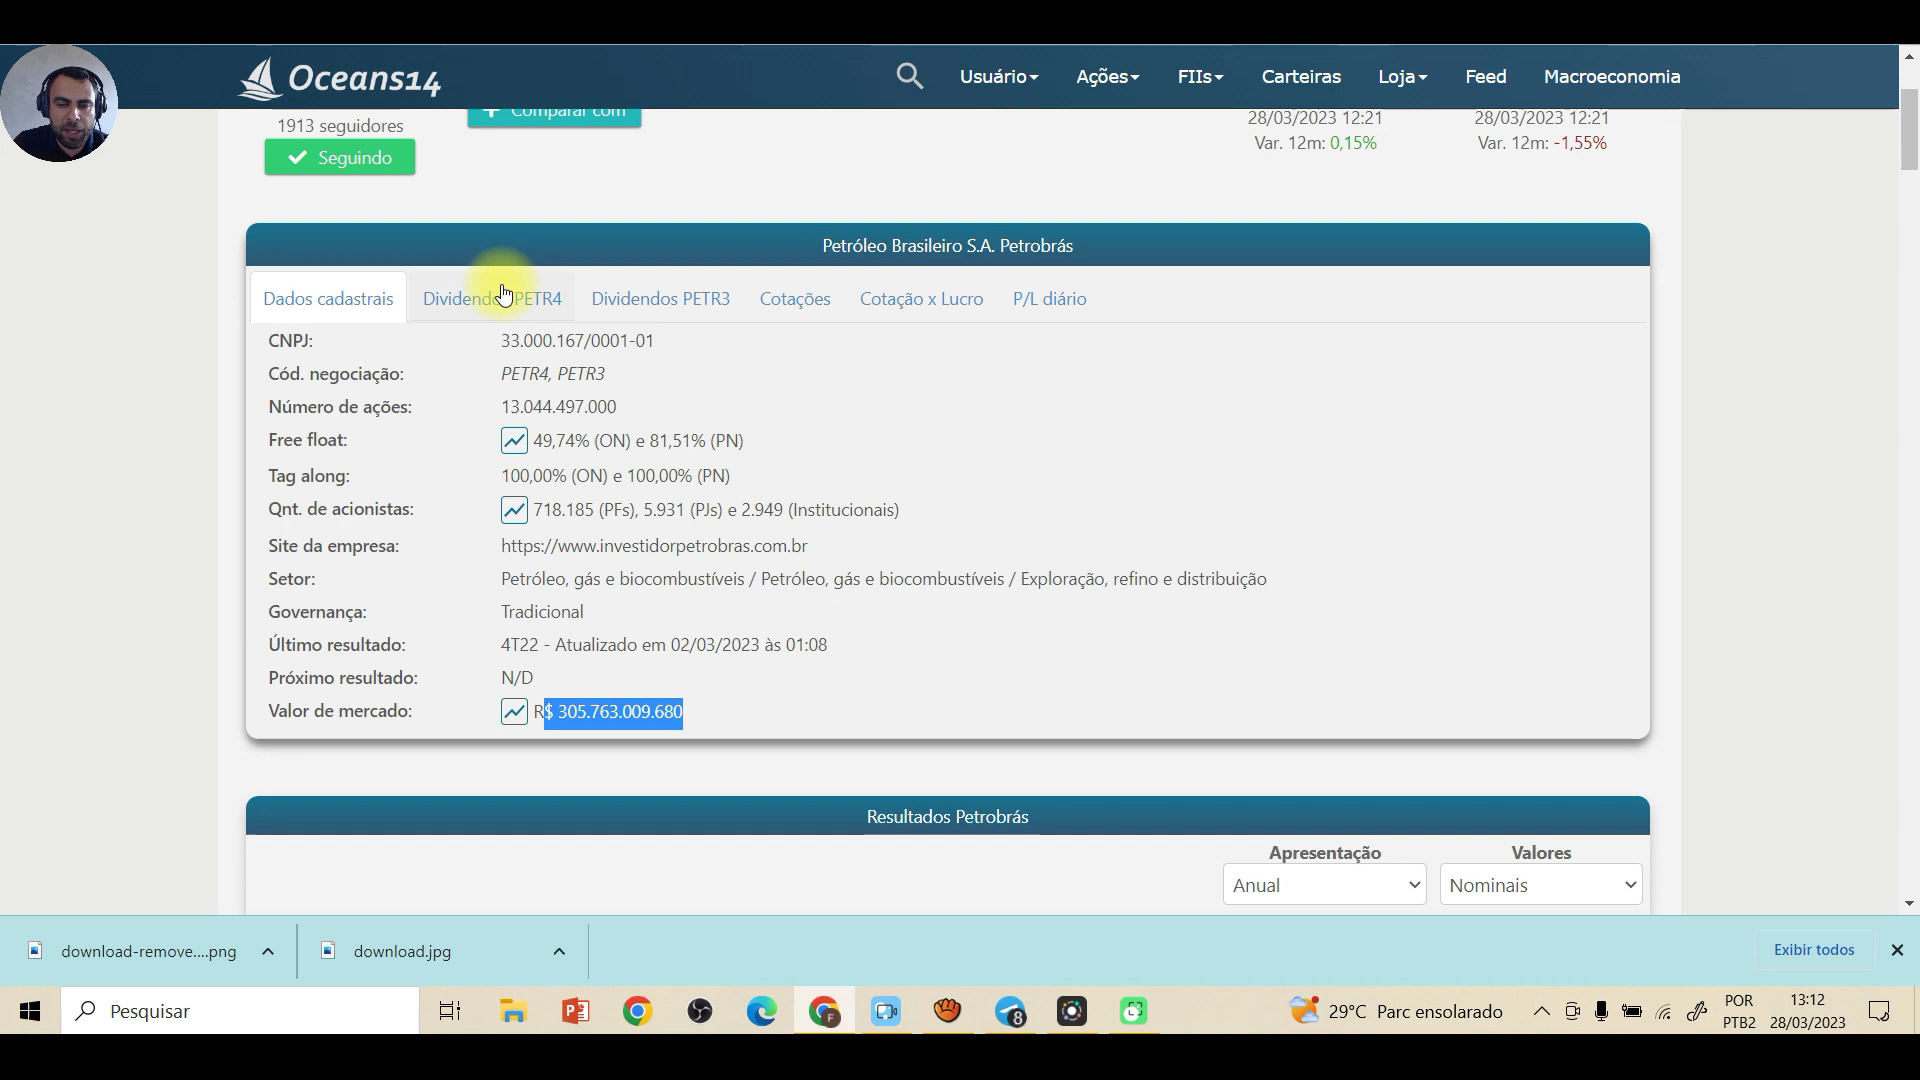 Oceans14
Usuário
Ações
FIIs
Carteiras
Loja
Feed
Macroeconomia
1913 seguidores
Seguindo
Comparar com
28/03/2023 12:21
Var. 12m: 0,15%
28/03/2023 12:21
Var. 12m: -1,55%
Petróleo Brasileiro S.A. Petrobrás
Dados cadastrais
Dividendos PETR4
Dividendos PETR3
Cotações
Cotação x Lucro
P/L diário
CNPJ: 33.000.167/0001-01
Cód. negociação: PETR4, PETR3
Número de ações: 13.044.497.000
Free float: 49,74% (ON) e 81,51% (PN)
Tag along: 100,00% (ON) e 100,00% (PN)
Qnt. de acionistas: 718.185 (PFs), 5.931 (PJs) e 2.949 (Institucionais)
Site da empresa: https://www.investidorpetrobras.com.br
Setor: Petróleo, gás e biocombustíveis / Petróleo, gás e biocombustíveis / Exploração, refino e distribuição
Governança: Tradicional
Último resultado: 4T22 - Atualizado em 02/03/2023 às 01:08
Próximo resultado: N/D
Valor de mercado: R$ 305.763.009.680
Resultados Petrobrás
Apresentação
Valores
Anual
Nominais
download-remove....png
download.jpg
Exibir todos
Pesquisar
8
29°C Parc ensolarado
POR
PTB2
13:12
28/03/2023